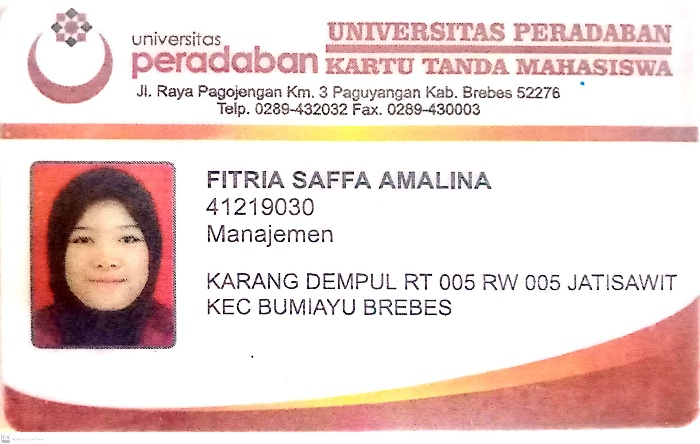 universitas
peradaban
UNIVERSITAS PERADABAN
KARTU TANDA MAHASISWA
Jl. Raya Pagojengan Km. 3 Paguyangan Kab. Brebes 52276
Telp. 0289-432032 Fax. 0289-430003
FITRIA SAFFA AMALINA
41219030
Manajemen
KARANG DEMPUL RT 005 RW 005 JATISAWIT
KEC BUMIAYU BREBES